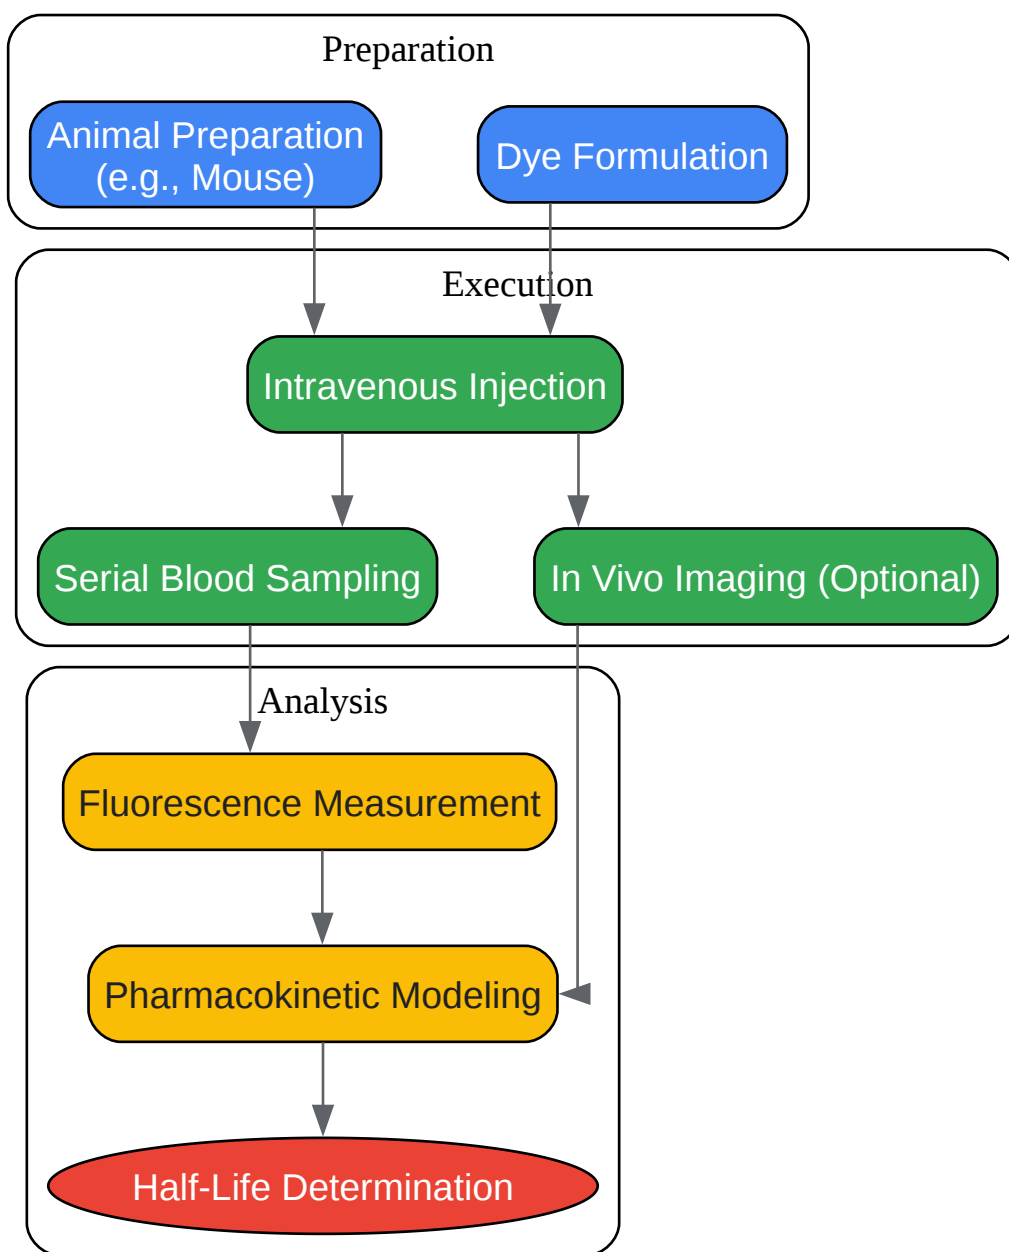 Preparation
Animal Preparation
(e.g., Mouse)
Dye Formulation
Execution
Intravenous Injection
Serial Blood Sampling
In Vivo Imaging (Optional)
Analysis
Fluorescence Measurement
Pharmacokinetic Modeling
Half-Life Determination